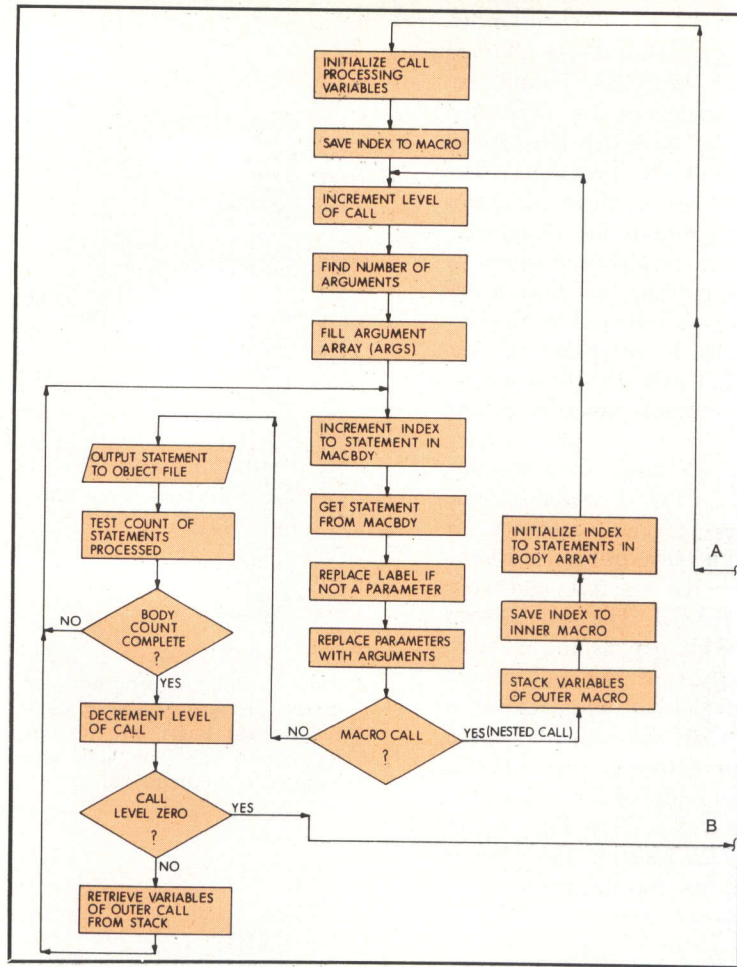 INITIALIZE CALL
PROCESSING
VARIABLES
SAVE INDEX TO MACRO
INCREMENT LEVEL
OF CALL
FIND NUMBER OF
ARGUMENTS
FILL ARGUMENT
ARRAY (ARGS)
INCREMENT INDEX
TO STATEMENT IN
MACBDY
GET STATEMENT
FROM MACBDY
REPLACE LABEL IF
NOT A PARAMETER
REPLACE PARAMETERS
WITH ARGUMENTS
MACRO CALL
?
NO
YES (NESTED CALL)
STACK VARIABLES
OF OUTER MACRO
SAVE INDEX TO
INNER MACRO
INITIALIZE INDEX
TO STATEMENTS IN
BODY ARRAY
OUTPUT STATEMENT
TO OBJECT FILE
TEST COUNT OF
STATEMENTS
PROCESSED
BODY
COUNT
COMPLETE
?
NO
YES
DECREMENT LEVEL
OF CALL
CALL
LEVEL ZERO
?
YES
NO
RETRIEVE VARIABLES
OF OUTER CALL
FROM STACK
A
B